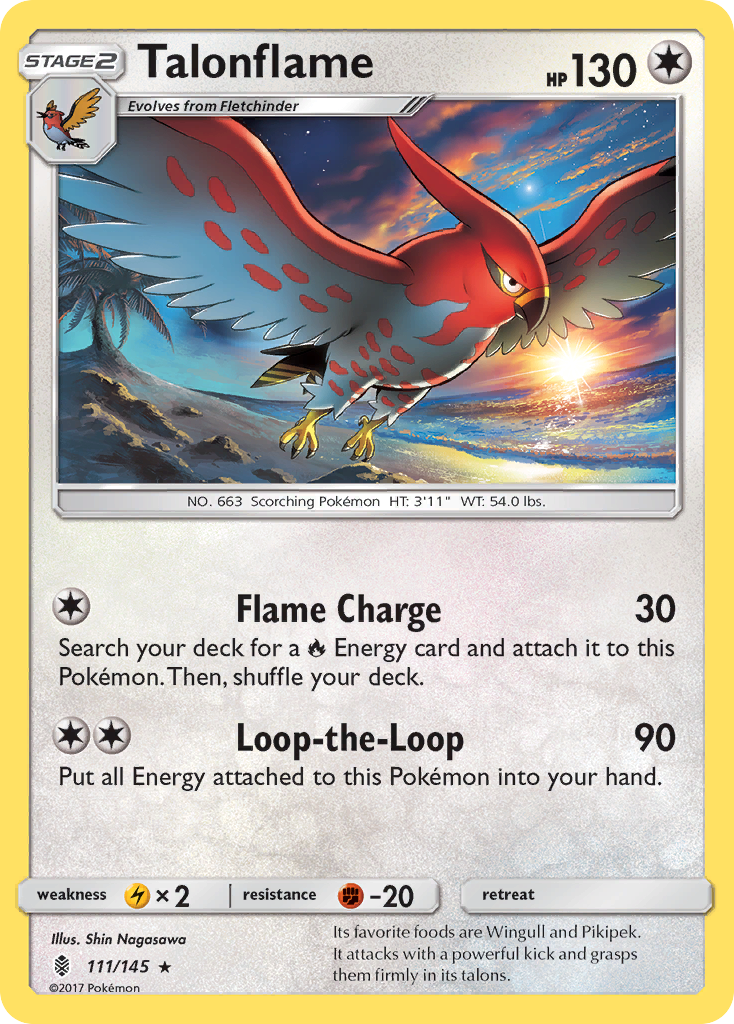 STAGE2
Talonflame
HP 130
Evolves from Fletchinder
NO. 663 Scorching Pokémon HT: 3'11" WT: 54.0 lbs.
Flame Charge 30
Search your deck for a Energy card and attach it to this
Pokémon. Then, shuffle your deck.
Loop-the-Loop 90
Put all Energy attached to this Pokémon into your hand.
weakness ×2 resistance -20 retreat
Illus. Shin Nagasawa
111/145 ★
©2017 Pokémon
Its favorite foods are Wingull and Pikipek.
It attacks with a powerful kick and grasps
them firmly in its talons.